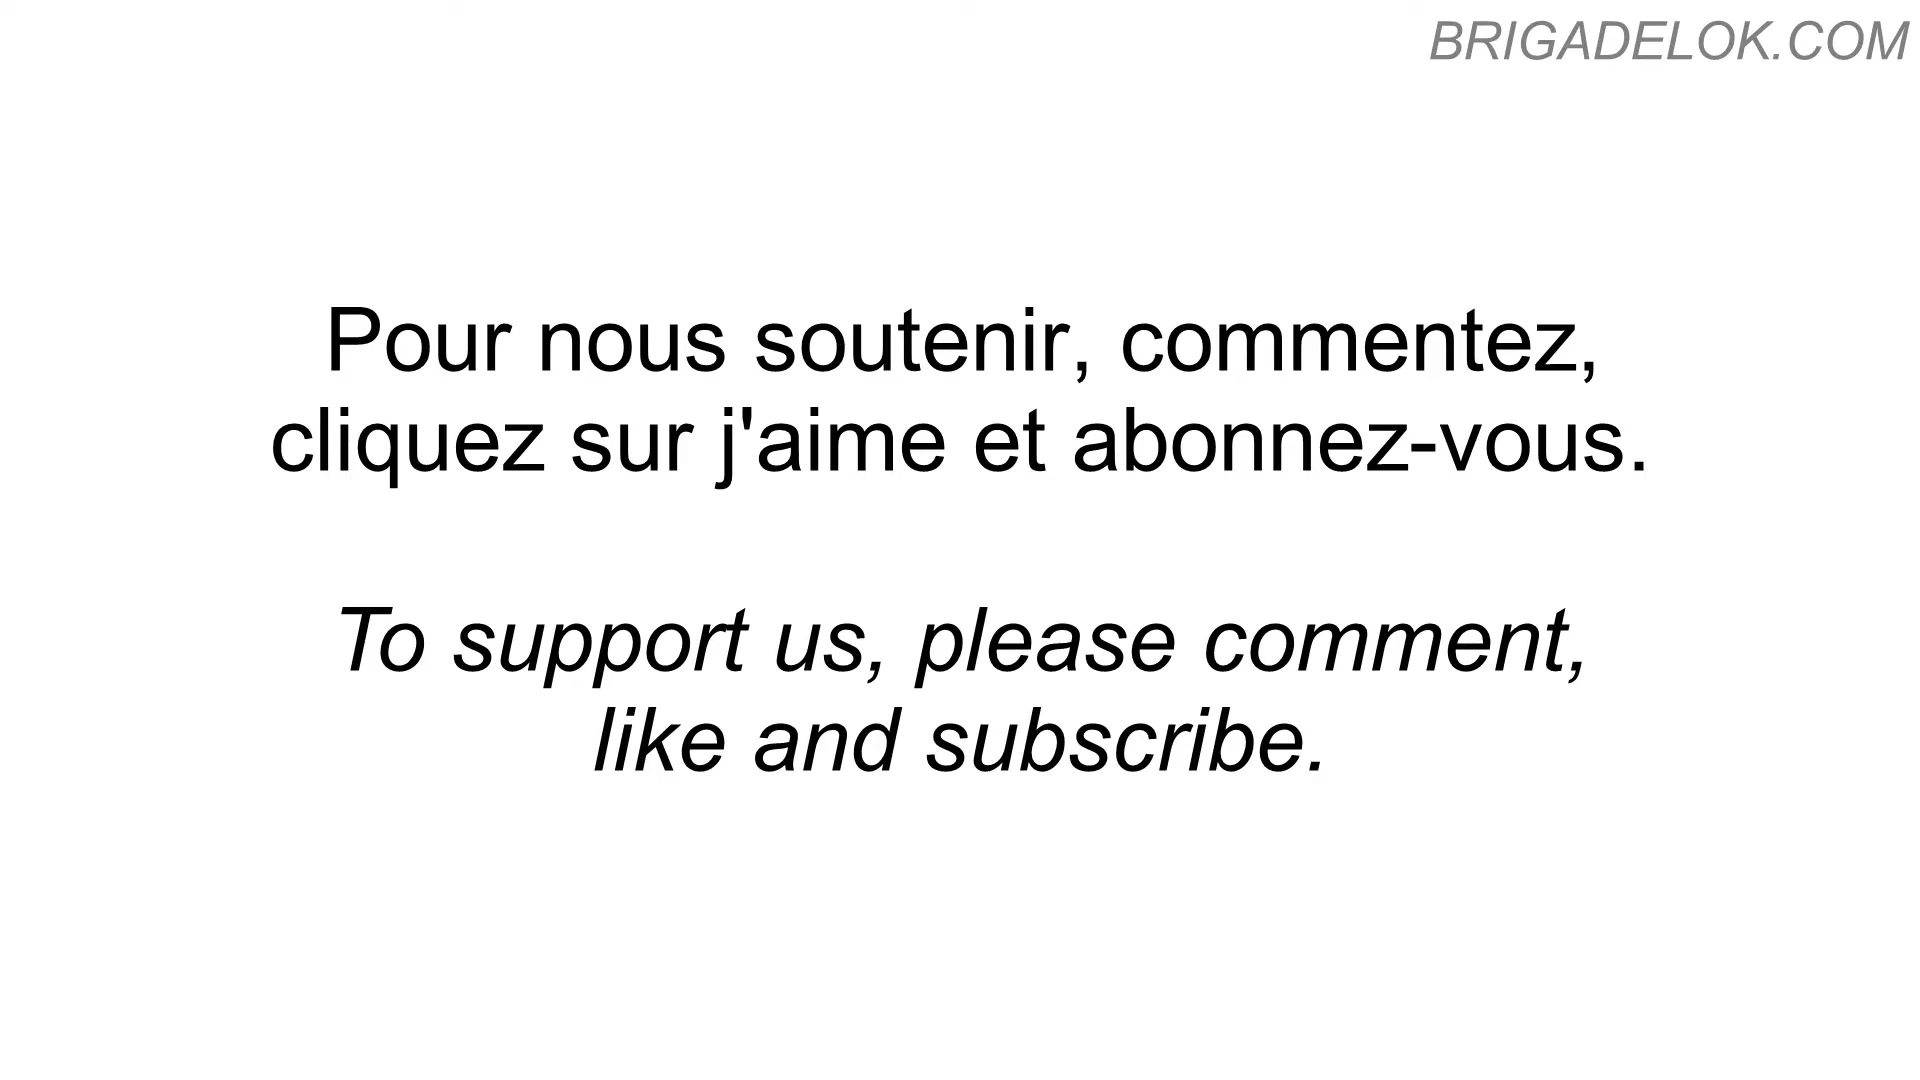 BRIGADELOK.COM
Pour nous soutenir, commentez,
cliquez sur j'aime et abonnez-vous.
To support us, please comment,
like and subscribe.